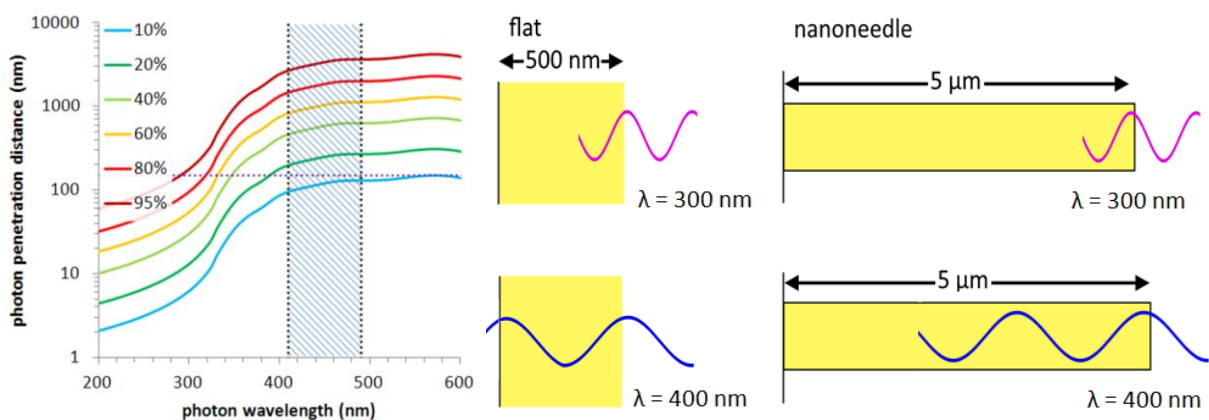 10000
1000
100
10
1
photon penetration distance (nm)
10%
20%
40%
60%
80%
95%
200 300 400 500 600
photon wavelength (nm)
flat
500 nm
λ = 300 nm
λ = 400 nm
nanoneedle
5 μm
λ = 300 nm
5 μm
λ = 400 nm